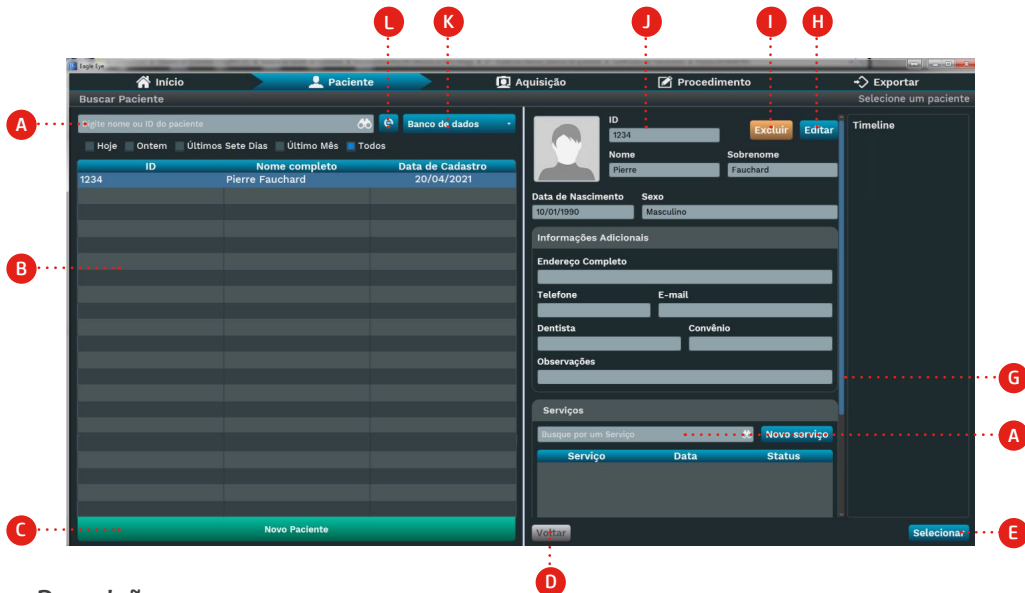 L K J I H
Eagle Eye
Início Paciente Aquisição Procedimento Exportar
Buscar Paciente Selecione um paciente
A
Digite nome ou ID do paciente Banco de dados
Hoje Ontem Últimos Sete Dias Último Mês Todos
ID Nome completo Data de Cadastro
1234 Pierre Fauchard 20/04/2021
B
C Novo Paciente
ID
1234 Excluir Editar
Nome Sobrenome
Pierre Fauchard
Data de Nascimento Sexo
10/01/1990 Masculino
Informações Adicionais
Endereço Completo
Telefone E-mail
Dentista Convênio
Observações
G
Serviços
Busque por um Serviço Novo serviço A
Serviço Data Status
Timeline
Voltar Selecionar E
D